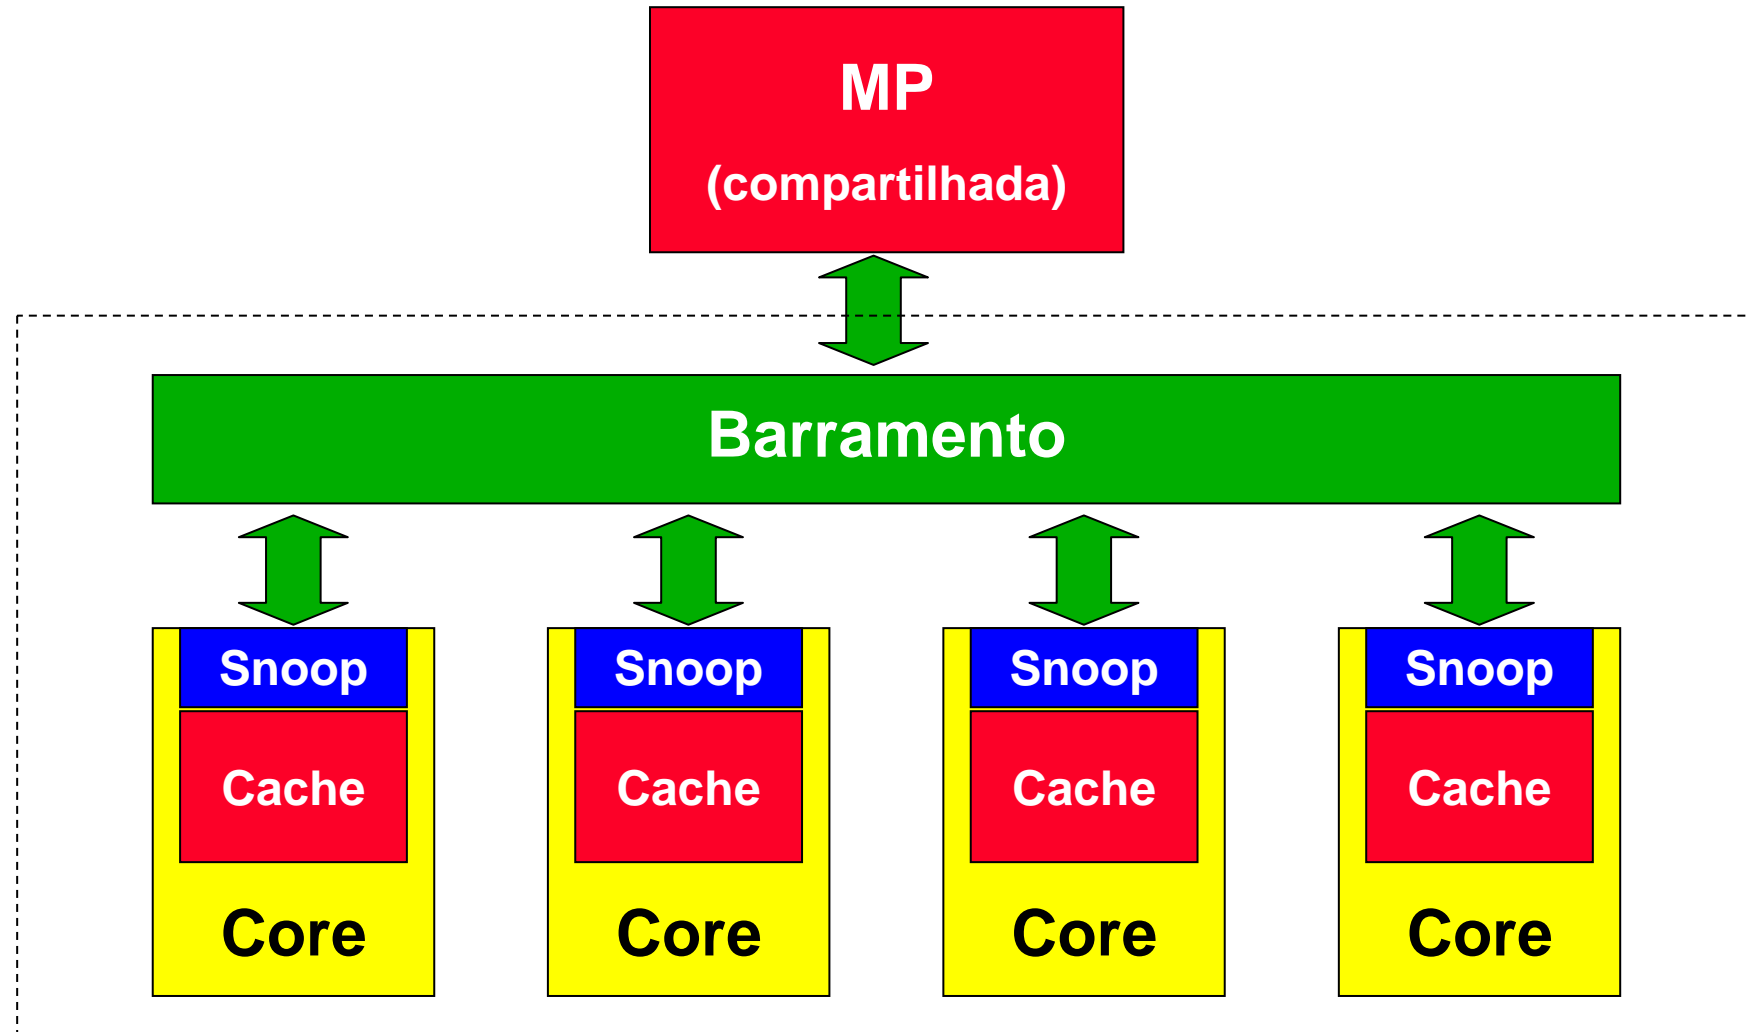 MP
(compartilhada)
Barramento
Snoop
Snoop
Snoop
Snoop
Cache
Cache
Cache
Cache
Core
Core
Core
Core